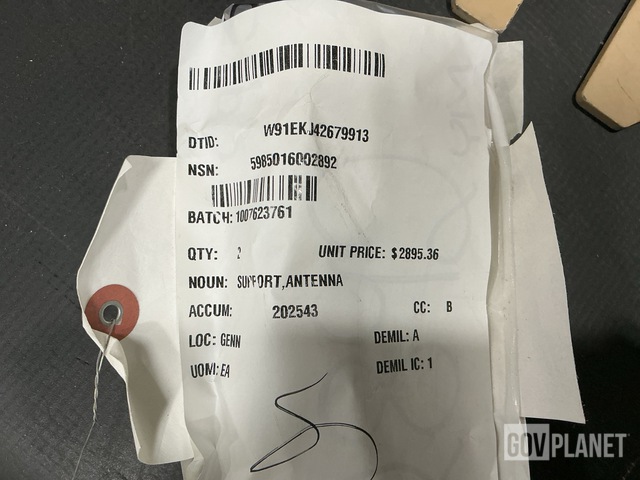 DTID: W91EKJ42679913
NSN: 5985016002892
BATCH: 1007623761
QTY: 2 UNIT PRICE: $2895.36
NOUN: SUPPORT,ANTENNA
ACCUM: 202543 CC: B
LOC: GENN DEMIL: A
UOM: EA DEMIL IC: 1
GOVPLANET